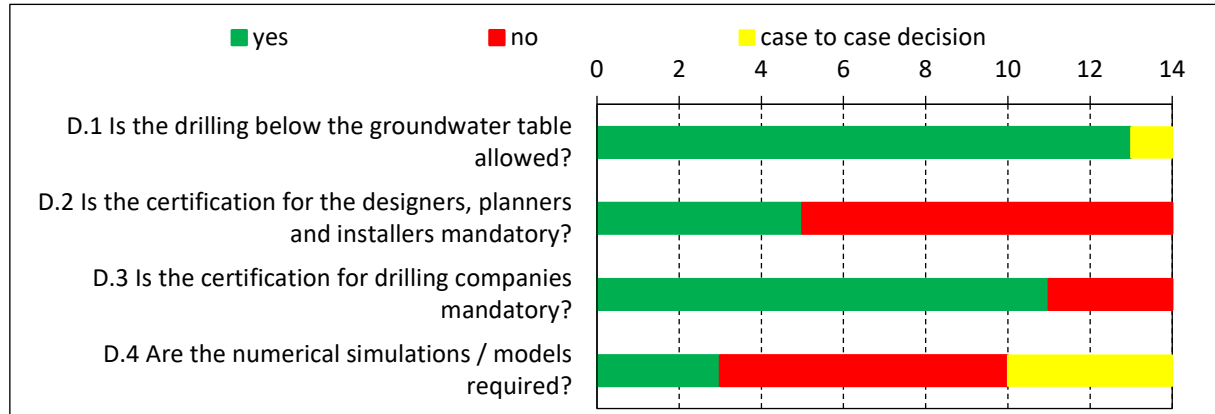 yes no case to case decision
0 2 4 6 8 10 12 14
D.1 Is the drilling below the groundwater table
allowed?
D.2 Is the certification for the designers, planners
and installers mandatory?
D.3 Is the certification for drilling companies
mandatory?
D.4 Are the numerical simulations / models
required?